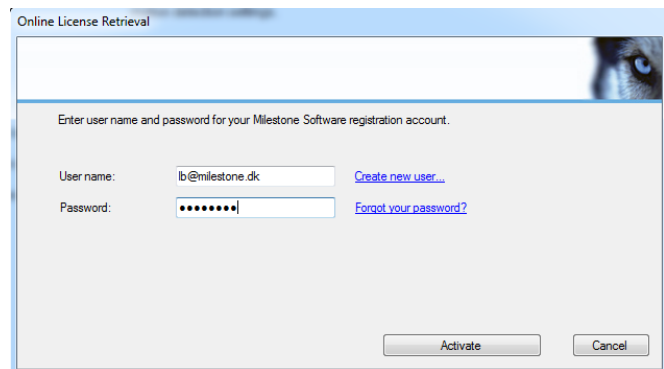 Online License Retrieval
Enter user name and password for your Milestone Software registration account.
User name: lb@milestone.dk Create new user...
Password: •••••••• Forgot your password?
Activate Cancel